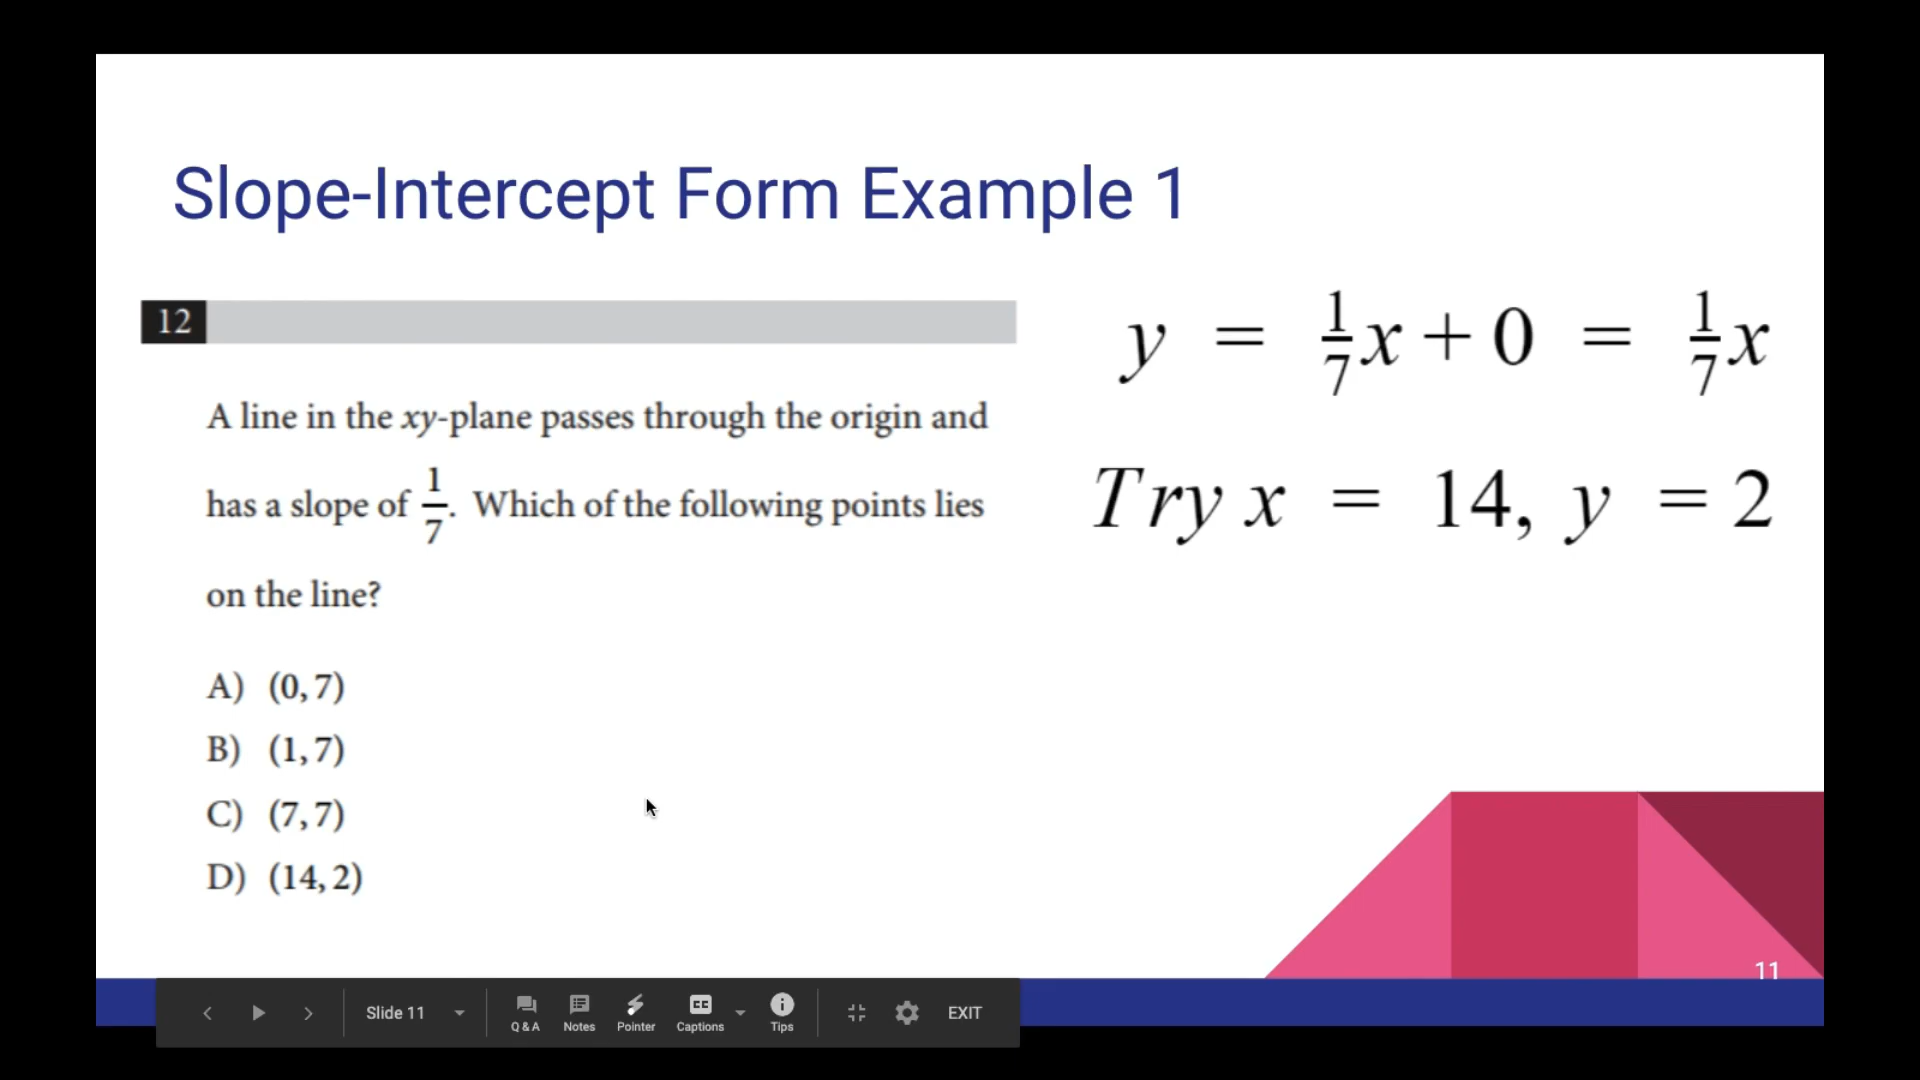 Slope-Intercept Form Example 1
12
A line in the xy-plane passes through the origin and
has a slope of 1/7. Which of the following points lies
on the line?
A) (0, 7)
B) (1, 7)
C) (7, 7)
D) (14, 2)
y = 1/7x + 0 = 1/7x
Try x = 14, y = 2
11
Slide 11
Q & A
Notes
Pointer
CC
Captions
Tips
EXIT